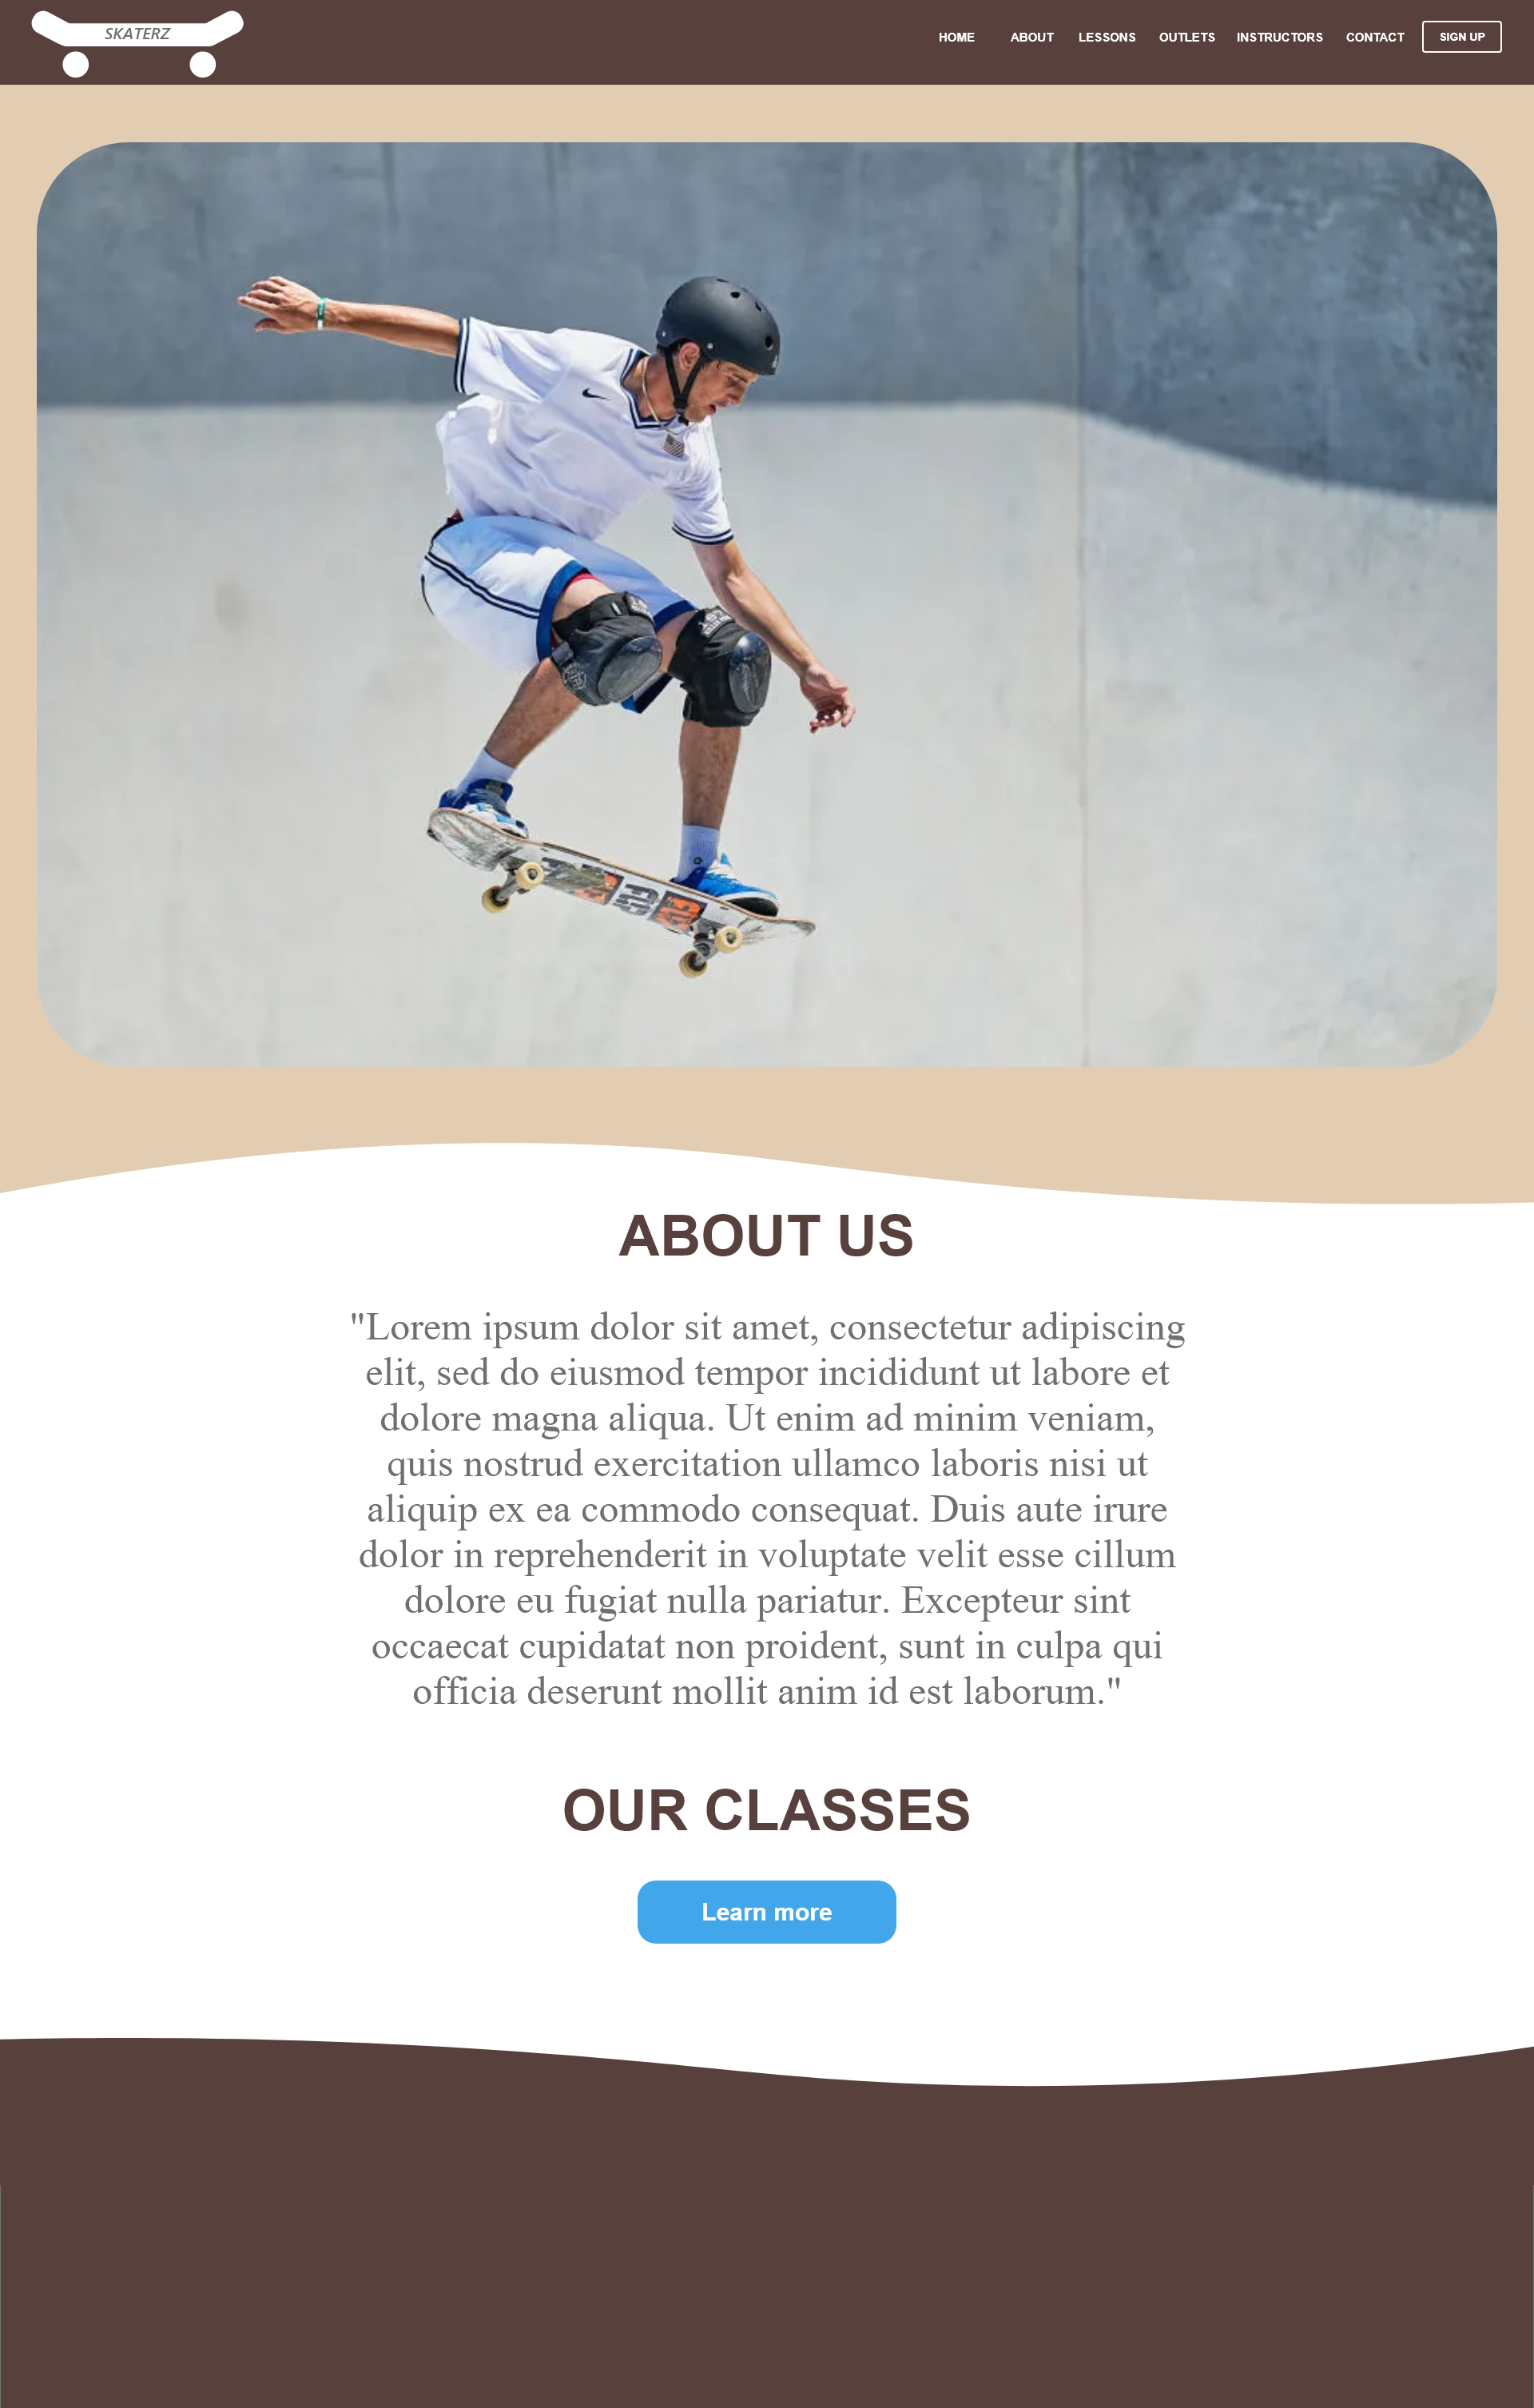 SKATERZ
HOME ABOUT LESSONS OUTLETS INSTRUCTORS CONTACT SIGN UP
ABOUT US
"Lorem ipsum dolor sit amet, consectetur adipiscing
elit, sed do eiusmod tempor incididunt ut labore et
dolore magna aliqua. Ut enim ad minim veniam,
quis nostrud exercitation ullamco laboris nisi ut
aliquip ex ea commodo consequat. Duis aute irure
dolor in reprehenderit in voluptate velit esse cillum
dolore eu fugiat nulla pariatur. Excepteur sint
occaecat cupidatat non proident, sunt in culpa qui
officia deserunt mollit anim id est laborum."
OUR CLASSES
Learn more